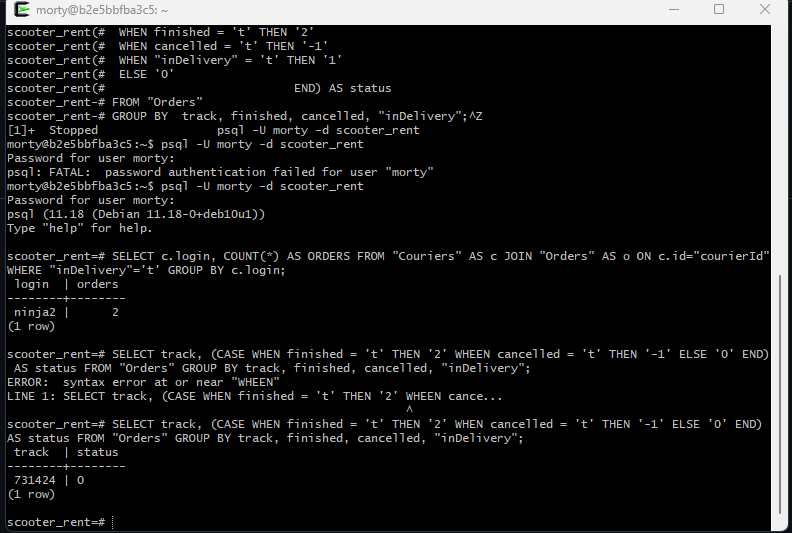 morty@b2e5bbfba3c5: ~
scooter_rent(#  WHEN finished = 't' THEN '2'
scooter_rent(#  WHEN cancelled = 't' THEN '-1'
scooter_rent(#  WHEN "inDelivery" = 't' THEN '1'
scooter_rent(#  ELSE '0'
scooter_rent(#                          END) AS status
scooter_rent-# FROM "Orders"
scooter_rent-# GROUP BY  track, finished, cancelled, "inDelivery";^Z
[1]+  Stopped                 psql -U morty -d scooter_rent
morty@b2e5bbfba3c5:~$ psql -U morty -d scooter_rent
Password for user morty:
psql: FATAL:  password authentication failed for user "morty"
morty@b2e5bbfba3c5:~$ psql -U morty -d scooter_rent
Password for user morty:
psql (11.18 (Debian 11.18-0+deb10u1))
Type "help" for help.
scooter_rent=# SELECT c.login, COUNT(*) AS ORDERS FROM "Couriers" AS c JOIN "Orders" AS o ON c.id="courierId"
WHERE "inDelivery"='t' GROUP BY c.login;
 login  | orders
--------+--------
 ninja2 |      2
(1 row)
scooter_rent=# SELECT track, (CASE WHEN finished = 't' THEN '2' WHEEN cancelled = 't' THEN '-1' ELSE '0' END)
 AS status FROM "Orders" GROUP BY track, finished, cancelled, "inDelivery";
ERROR:  syntax error at or near "WHEEN"
LINE 1: SELECT track, (CASE WHEN finished = 't' THEN '2' WHEEN cance...
                                                         ^
scooter_rent=# SELECT track, (CASE WHEN finished = 't' THEN '2' WHEN cancelled = 't' THEN '-1' ELSE '0' END)
AS status FROM "Orders" GROUP BY track, finished, cancelled, "inDelivery";
 track  | status
--------+--------
 731424 | 0
(1 row)
scooter_rent=#